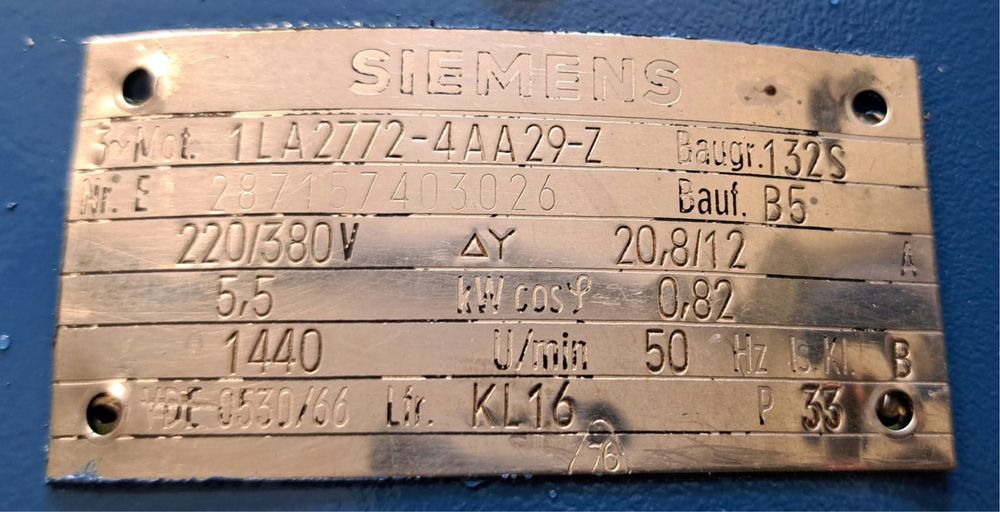 SIEMENS
3~Mot. 1LA2772-4AA29-Z Baugr. 132S
Nr. E 287157403026 Bauf. B5
220/380V ΔY 20,8/12 A
5,5 kW cosφ 0,82
1440 U/min 50 Hz Is.Kl. B
VDE 0530/66 Lfr. KL16 P 33
76